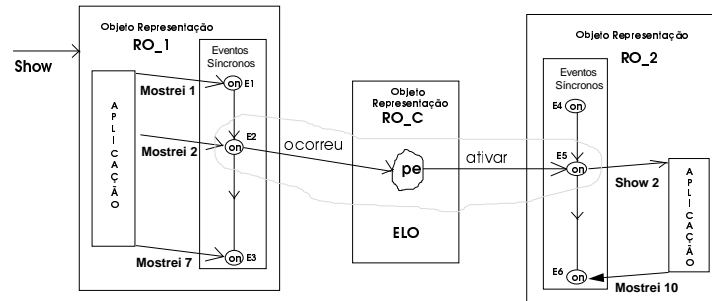 Show
Objeto Representação
RO_1
Eventos
Síncronos
A P L I C A Ç Ã O
Mostrei 1
on E1
Mostrei 2
E2
on
Mostrei 7
on E3
ocorreu
Objeto
Representação
RO_C
pe
ELO
ativar
Objeto Representação
RO_2
Eventos
Síncronos
E4 on
E5
on
Show 2
A P L I C A Ç Ã O
E6 on
Mostrei 10